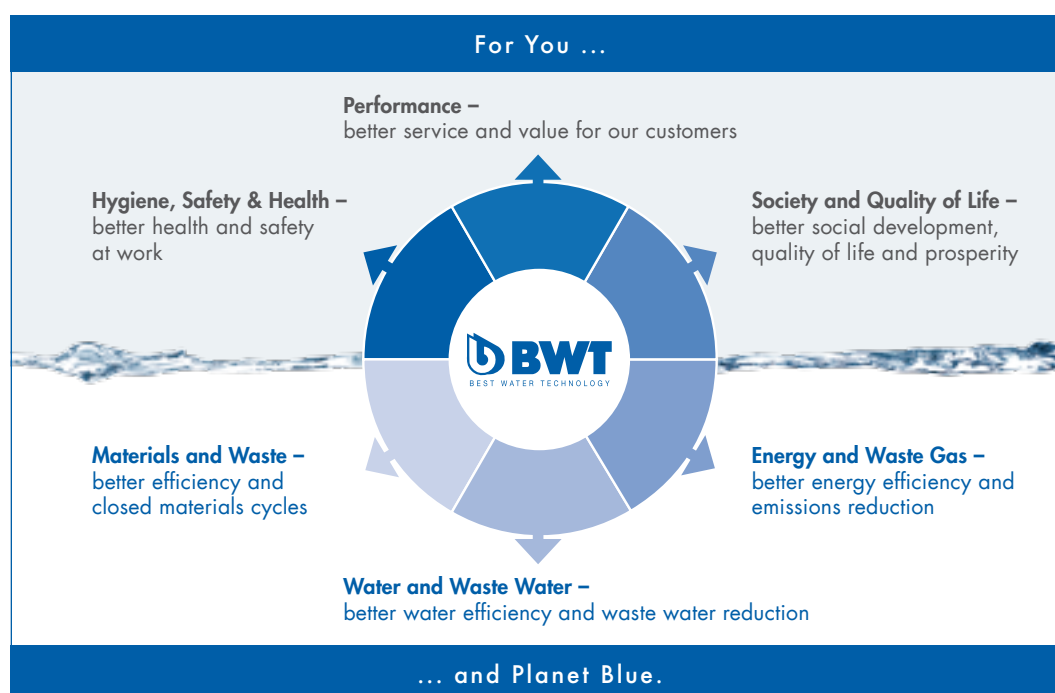 For You ...
Performance –
better service and value for our customers
Hygiene, Safety & Health –
better health and safety
at work
Society and Quality of Life –
better social development,
quality of life and prosperity
BWT
BEST WATER TECHNOLOGY
Materials and Waste –
better efficiency and
closed materials cycles
Energy and Waste Gas –
better energy efficiency and
emissions reduction
Water and Waste Water –
better water efficiency and waste water reduction
... and Planet Blue.